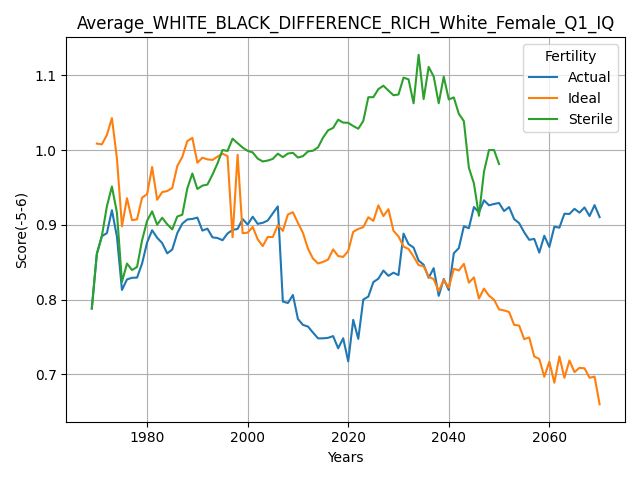 Average_WHITE_BLACK_DIFFERENCE_RICH_White_Female_Q1_IQ
Fertility
Actual
Ideal
Sterile
1.1
1.0
0.9
0.8
0.7
Score(-5-6)
1980
2000
2020
2040
2060
Years